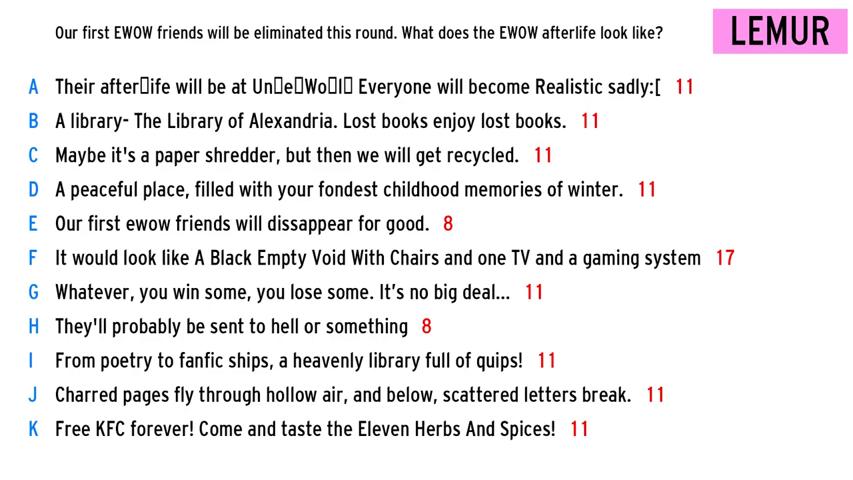 Our first EWOW friends will be eliminated this round. What does the EWOW afterlife look like?
LEMUR
A Their after▯ife will be at Un▯e▯Wo▯l▯ Everyone will become Realistic sadly:[ 11
B A library- The Library of Alexandria. Lost books enjoy lost books. 11
C Maybe it's a paper shredder, but then we will get recycled. 11
D A peaceful place, filled with your fondest childhood memories of winter. 11
E Our first ewow friends will dissappear for good. 8
F It would look like A Black Empty Void With Chairs and one TV and a gaming system 17
G Whatever, you win some, you lose some. It’s no big deal... 11
H They'll probably be sent to hell or something 8
I From poetry to fanfic ships, a heavenly library full of quips! 11
J Charred pages fly through hollow air, and below, scattered letters break. 11
K Free KFC forever! Come and taste the Eleven Herbs And Spices! 11